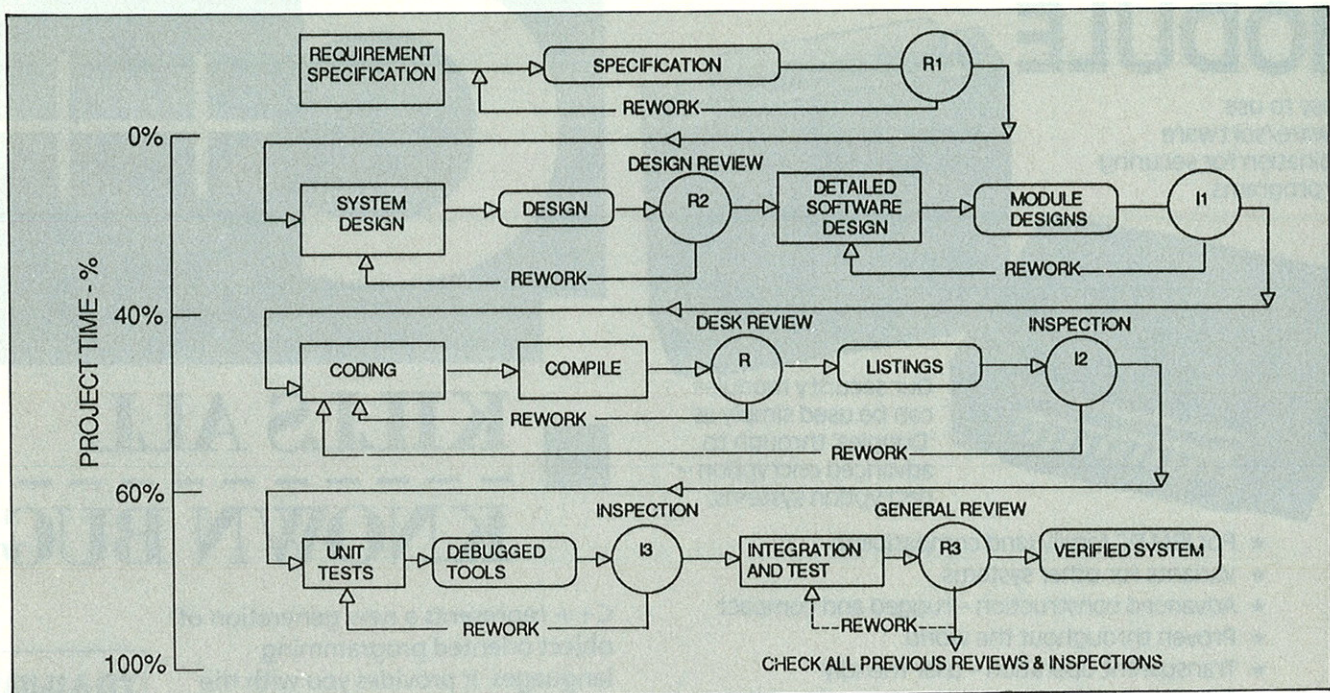 REQUIREMENT
SPECIFICATION
SPECIFICATION
R1
REWORK
0%
DESIGN REVIEW
SYSTEM
DESIGN
DESIGN
R2
DETAILED
SOFTWARE
DESIGN
MODULE
DESIGNS
I1
REWORK
REWORK
PROJECT TIME - %
40%
DESK REVIEW
INSPECTION
CODING
COMPILE
R
LISTINGS
I2
REWORK
REWORK
60%
INSPECTION
GENERAL REVIEW
UNIT
TESTS
DEBUGGED
TOOLS
I3
INTEGRATION
AND TEST
R3
VERIFIED SYSTEM
REWORK
REWORK
100%
CHECK ALL PREVIOUS REVIEWS & INSPECTIONS